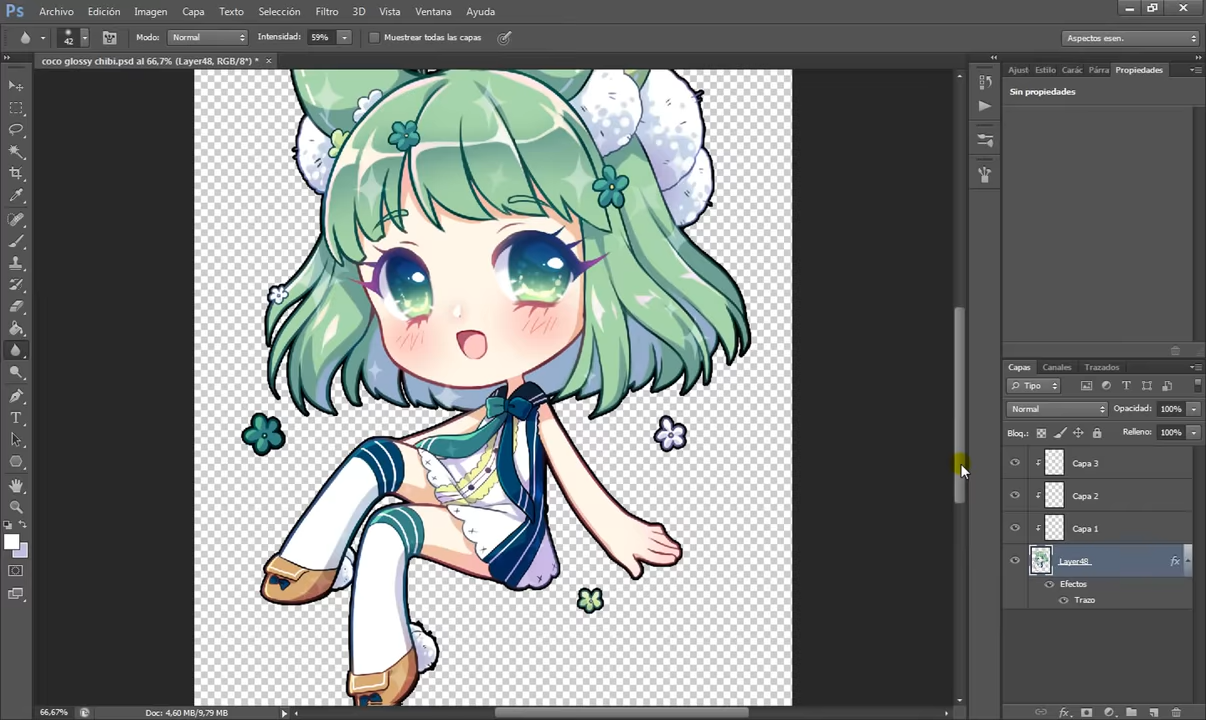 Ps Archivo Edición Imagen Capa Texto Selección Filtro 3D Vista Ventana Ayuda
42 Modo: Normal Intensidad: 59% Muestrear todas las capas Aspectos esen.
coco glossy chibi.psd al 66,7% (Layer48, RGB/8*) * ×
Ajust Estilo Carác Párra Propiedades
Sin propiedades
Capas Canales Trazados
Tipo
Normal Opacidad: 100%
Bloq.: Relleno: 100%
Capa 3
Capa 2
Capa 1
Layer48 fx
Efectos
Trazo
66,67% Doc: 4,60 MB/9,79 MB
fx